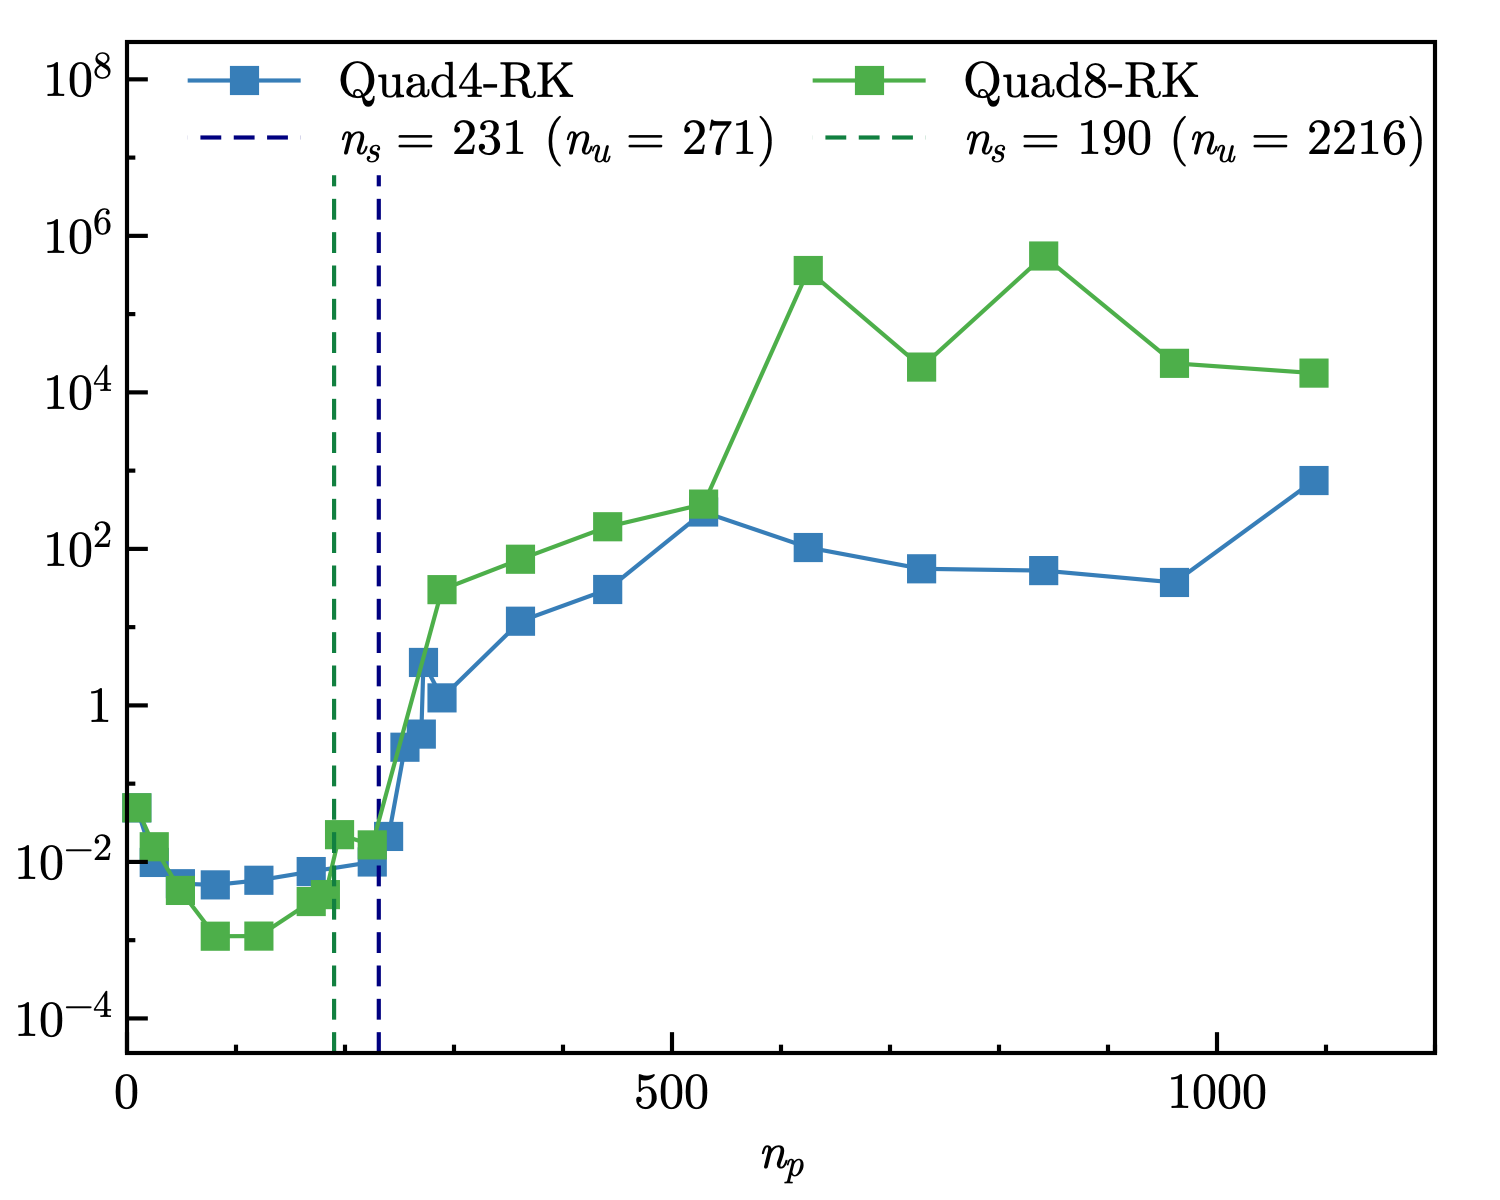 Quad4-RK
Quad8-RK
n_s = 231 (n_u = 271)
n_s = 190 (n_u = 2216)
10^8
10^6
10^4
10^2
1
10^−2
10^−4
0
500
1000
n_p